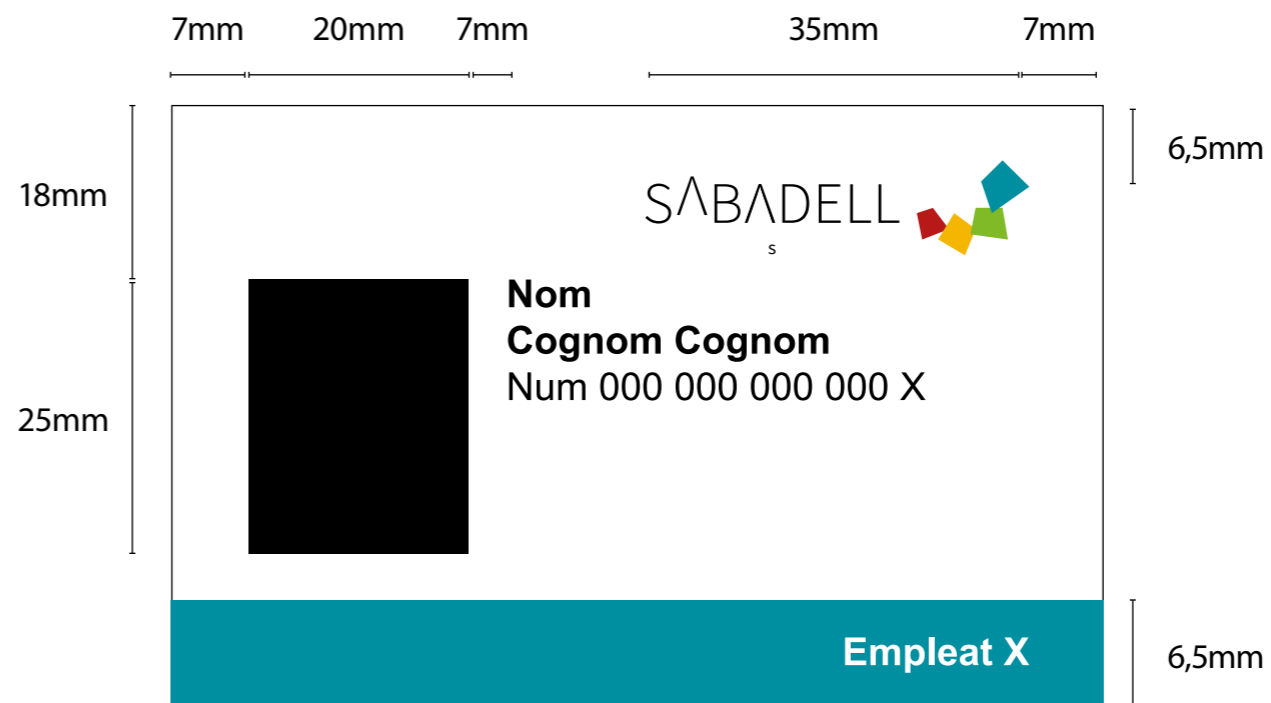 7mm 20mm 7mm 35mm 7mm
6,5mm
18mm
SABADELL
s
Nom
Cognom Cognom
Num 000 000 000 000 X
25mm
Empleat X
6,5mm